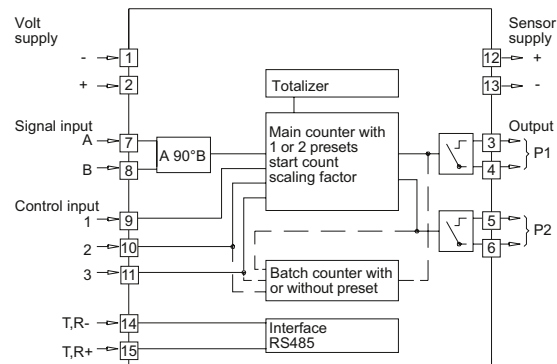 Volt
supply
Sensor
supply
- 1
12 +
+ 2
13 -
Totalizer
Signal input
Output
A 7
B 8
A 90°B
Main counter with
1 or 2 presets
start count
scaling factor
3
4
P1
Control input
1 9
2 10
3 11
5
6
P2
Batch counter with
or without preset
T,R- 14
T,R+ 15
Interface
RS485